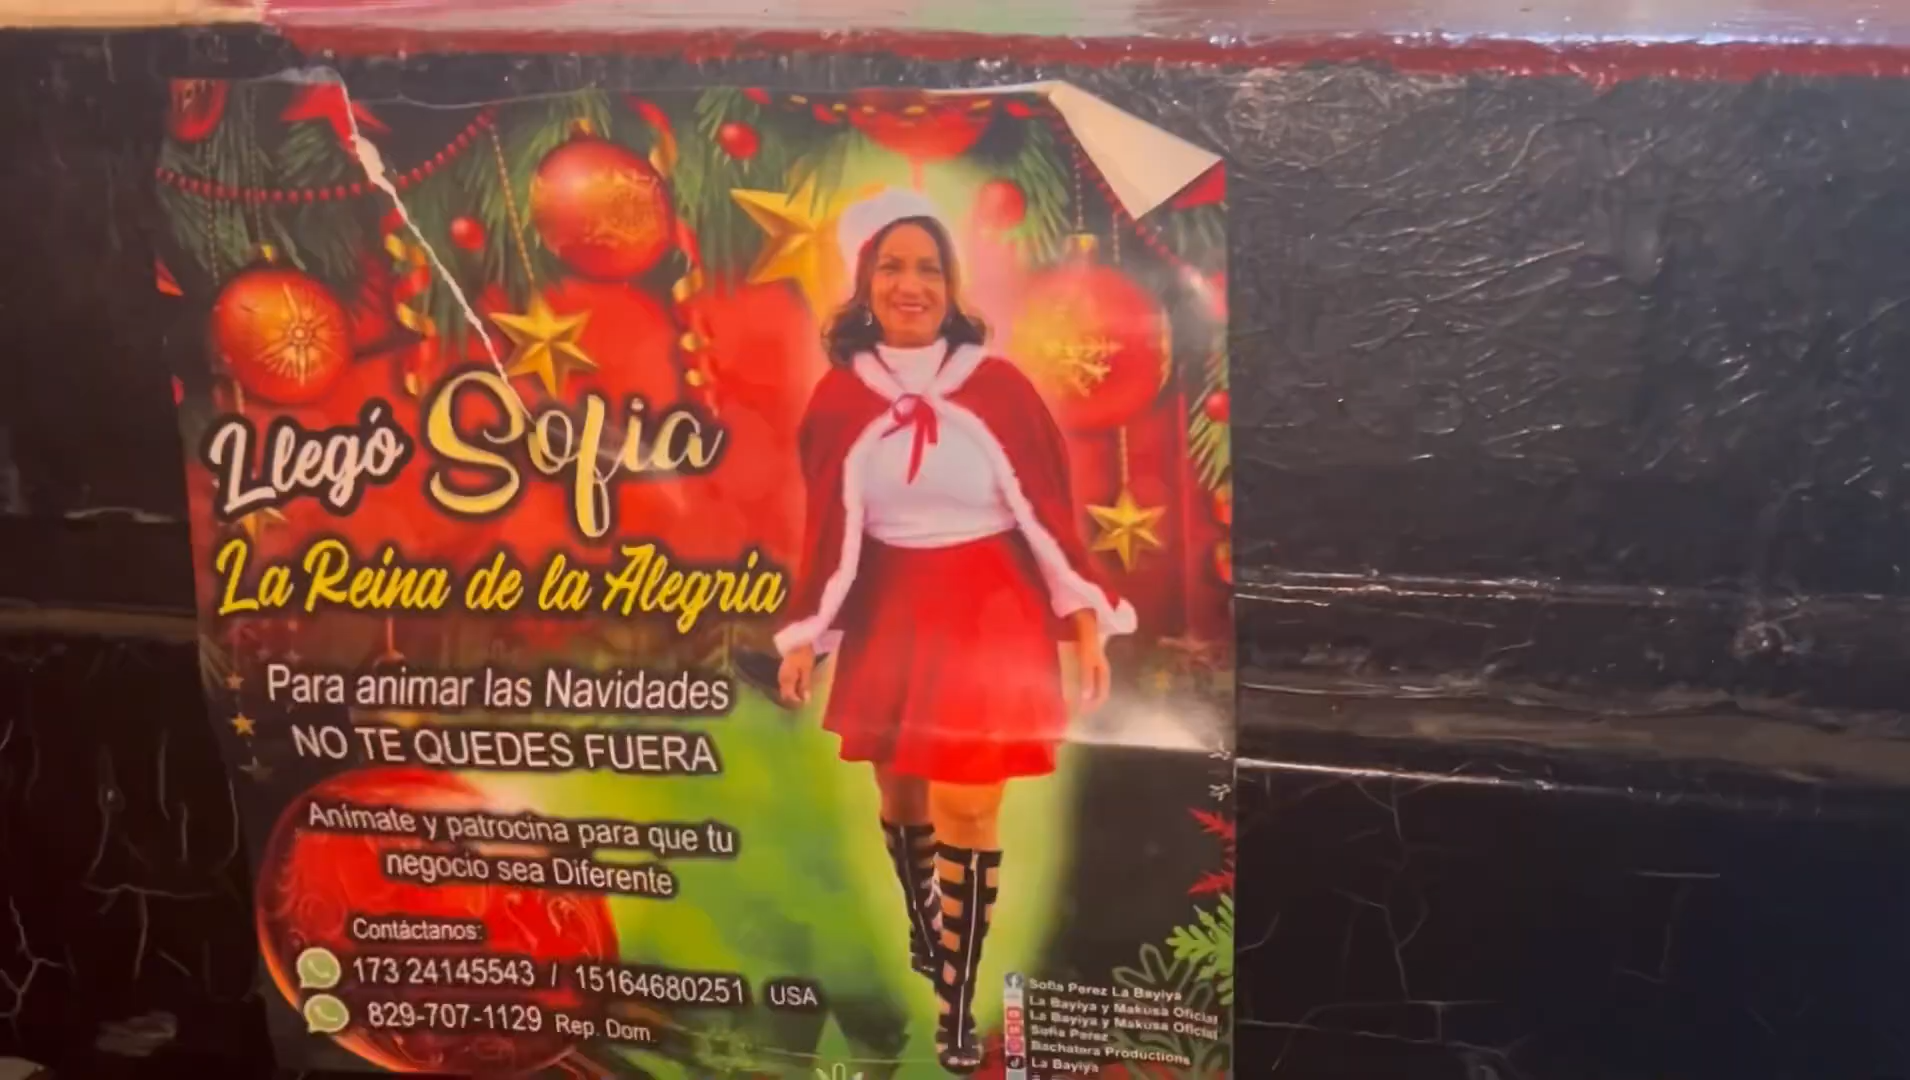 Llegó Sofia
La Reina de la Alegria
Para animar las Navidades
NO TE QUEDES FUERA
Animate y patrocina para que tu
negocio sea Diferente
Contáctanos:
173 24145543 / 15164680251 USA
829-707-1129 Rep. Dom.
Sofia Perez La Bayiya
La Bayiya y Makusa Oficial
La Bayiya y Makusa Oficial
Sofia Perez
Bachatera Productions
La Bayiya